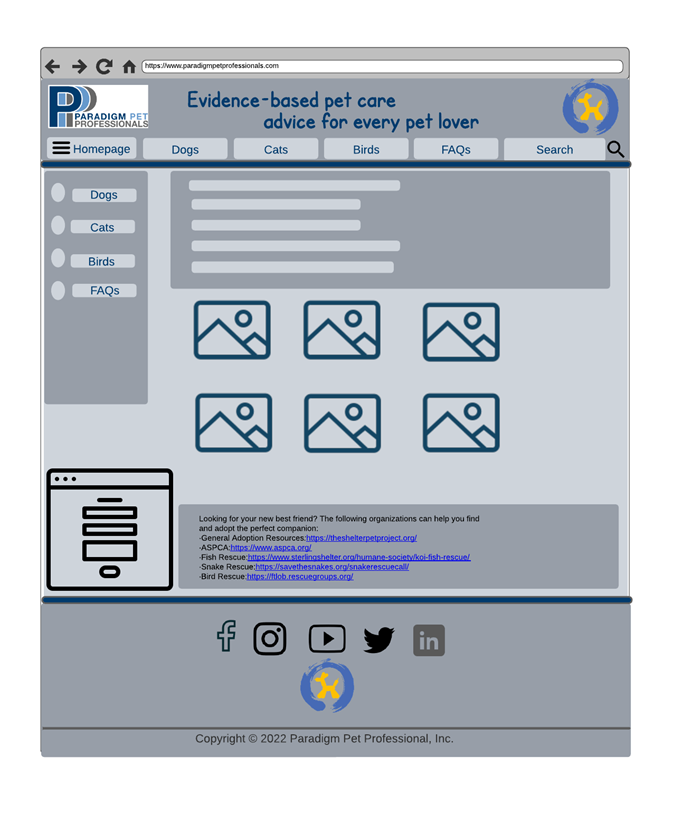 https://www.paradigmpetprofessionals.com
PARADIGM PET
PROFESSIONALS
Evidence-based pet care
advice for every pet lover
Homepage
Dogs
Cats
Birds
FAQs
Search
Dogs
Cats
Birds
FAQs
Looking for your new best friend? The following organizations can help you find
and adopt the perfect companion:
-General Adoption Resources:https://theshelterpetproject.org/
-ASPCA:https://www.aspca.org/
-Fish Rescue:https://www.sterlingshelter.org/humane-society/koi-fish-rescue/
-Snake Rescue:https://savethesnakes.org/snakerescuecall/
-Bird Rescue:https://ftlob.rescuegroups.org/
in
Copyright © 2022 Paradigm Pet Professional, Inc.